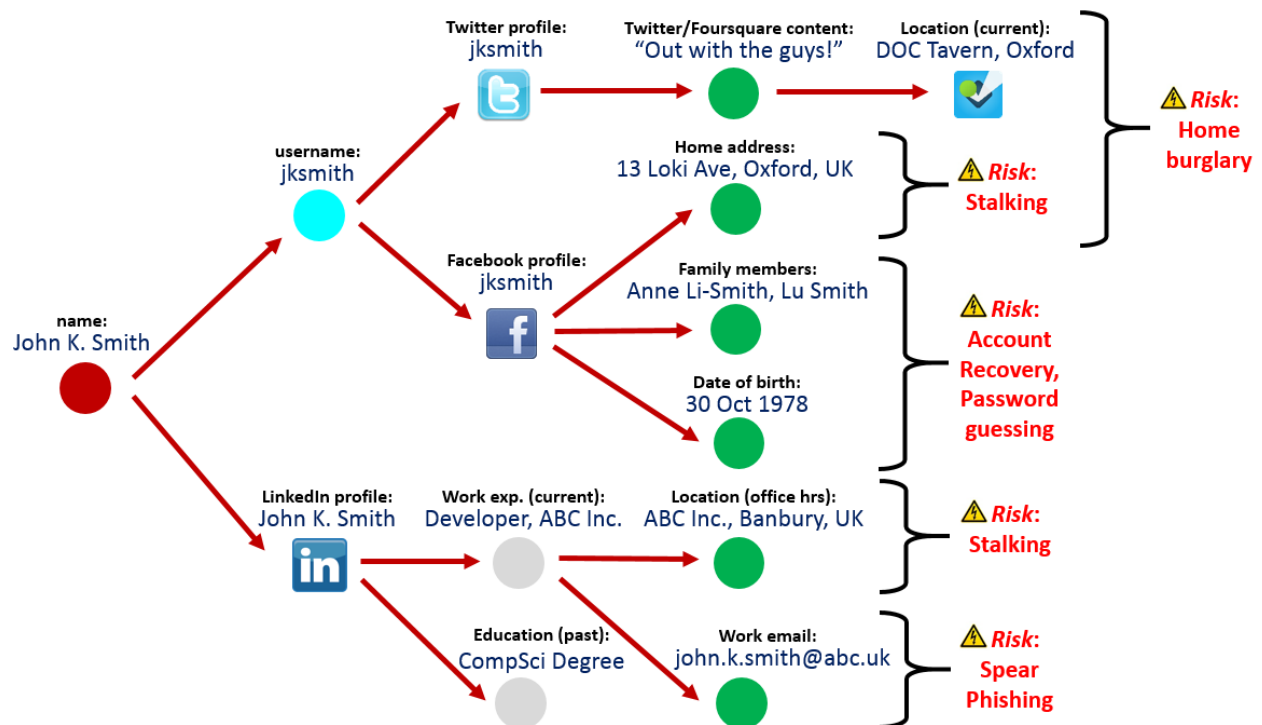 Twitter profile:
jksmith
Twitter/Foursquare content:
“Out with the guys!”
Location (current):
DOC Tavern, Oxford
Risk:
Home
burglary
username:
jksmith
Home address:
13 Loki Ave, Oxford, UK
Risk:
Stalking
Facebook profile:
jksmith
Family members:
Anne Li-Smith, Lu Smith
Risk:
Account
Recovery,
Password
guessing
name:
John K. Smith
Date of birth:
30 Oct 1978
LinkedIn profile:
John K. Smith
Work exp. (current):
Developer, ABC Inc.
Location (office hrs):
ABC Inc., Banbury, UK
Risk:
Stalking
in
Education (past):
CompSci Degree
Work email:
john.k.smith@abc.uk
Risk:
Spear
Phishing